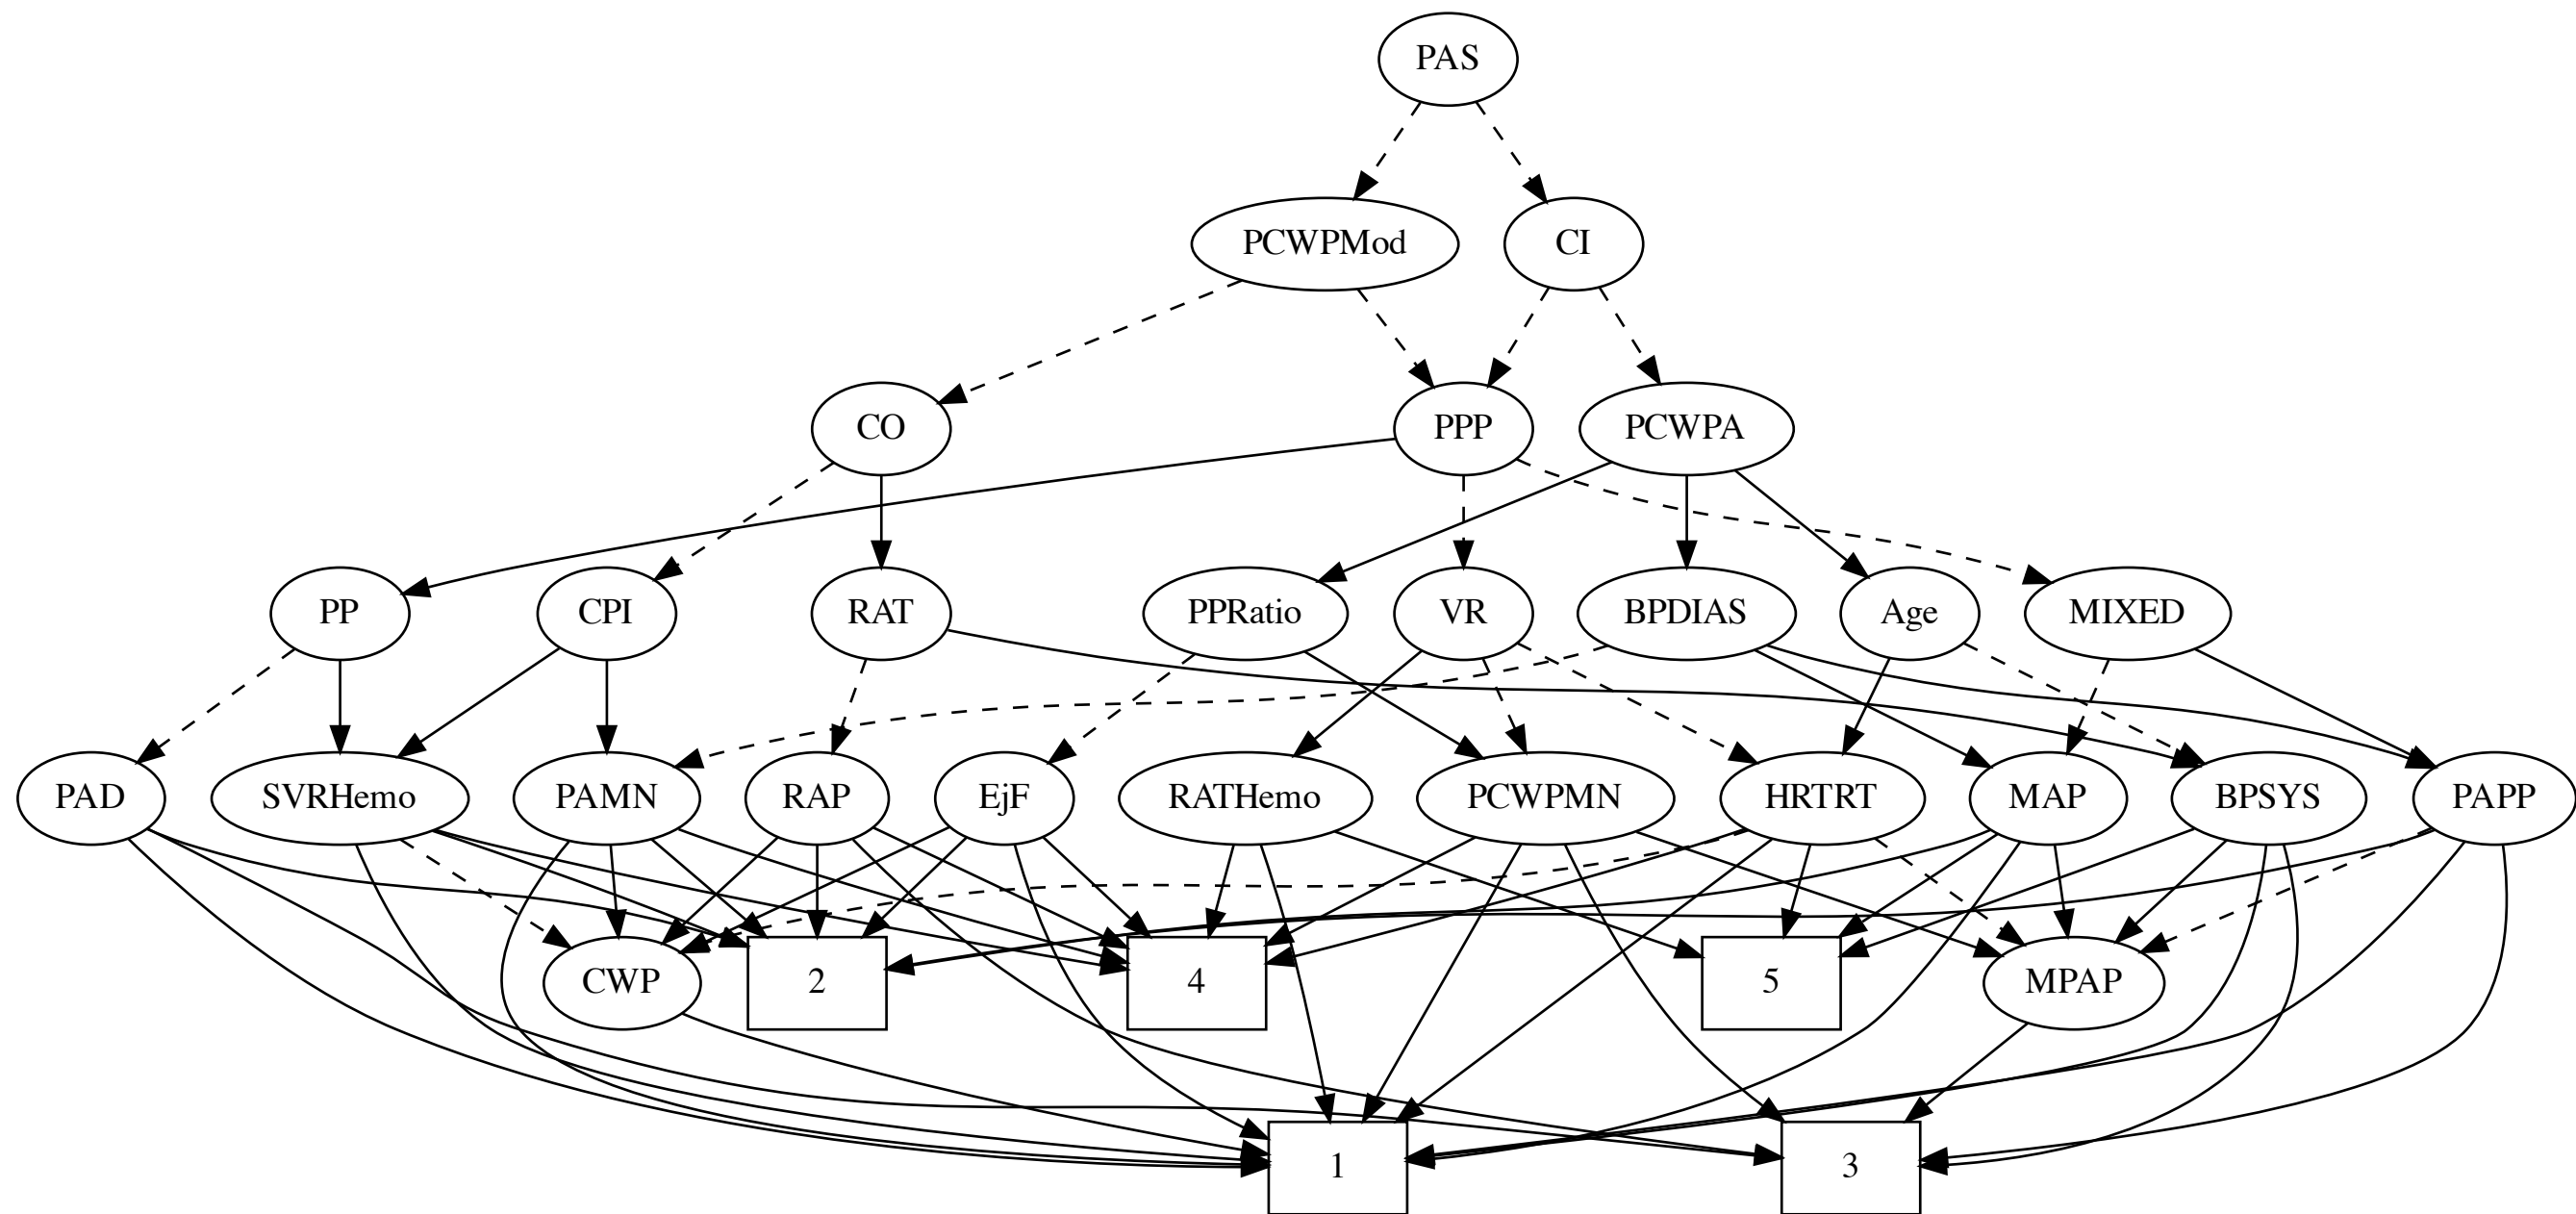 PAS
PCWPMod
CI
CO
PPP
PCWPA
PP
CPI
RAT
PPRatio
VR
BPDIAS
Age
MIXED
PAD
SVRHemo
PAMN
RAP
EjF
RATHemo
PCWPMN
HRTRT
MAP
BPSYS
PAPP
CWP
2
4
5
MPAP
1
3